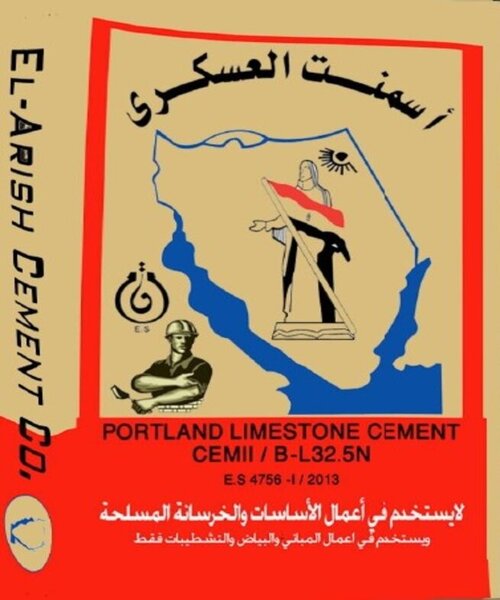 أسمنت العسكرى
EL-ARISH CEMENT CO.
E.S
PORTLAND LIMESTONE CEMENT
CEMII / B-L32.5N
E.S 4756 -I / 2013
لايستخدم في أعمال الأساسات والخرسانة المسلحة
ويستخدم في اعمال المباني والبياض والتشطيبات فقط